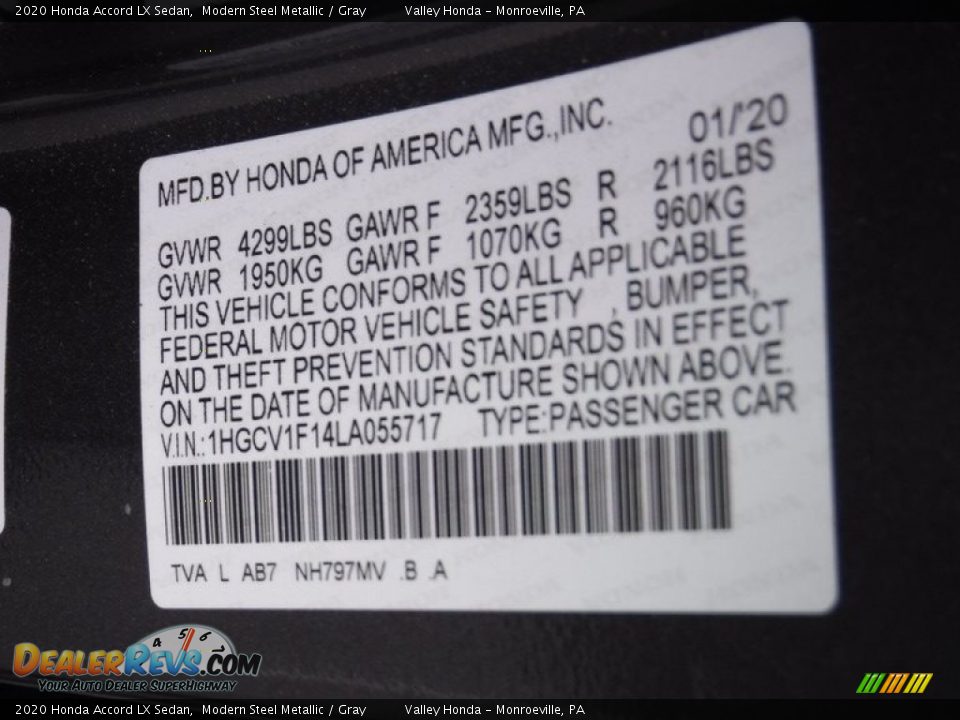 2020 Honda Accord LX Sedan, Modern Steel Metallic / Gray Valley Honda - Monroeville, PA
MFD.BY HONDA OF AMERICA MFG.,INC. 01/'20
GVWR 4299LBS GAWR F 2359LBS R 2116LBS
GVWR 1950KG GAWR F 1070KG R 960KG
THIS VEHICLE CONFORMS TO ALL APPLICABLE
FEDERAL MOTOR VEHICLE SAFETY , BUMPER,
AND THEFT PREVENTION STANDARDS IN EFFECT
ON THE DATE OF MANUFACTURE SHOWN ABOVE.
V.I.N.:1HGCV1F14LA055717 TYPE:PASSENGER CAR
TVA L AB7 NH797MV .B .A
4 5 6
DEALERREVS.COM
YOUR AUTO DEALER SUPERHIGHWAY
2020 Honda Accord LX Sedan, Modern Steel Metallic / Gray Valley Honda - Monroeville, PA